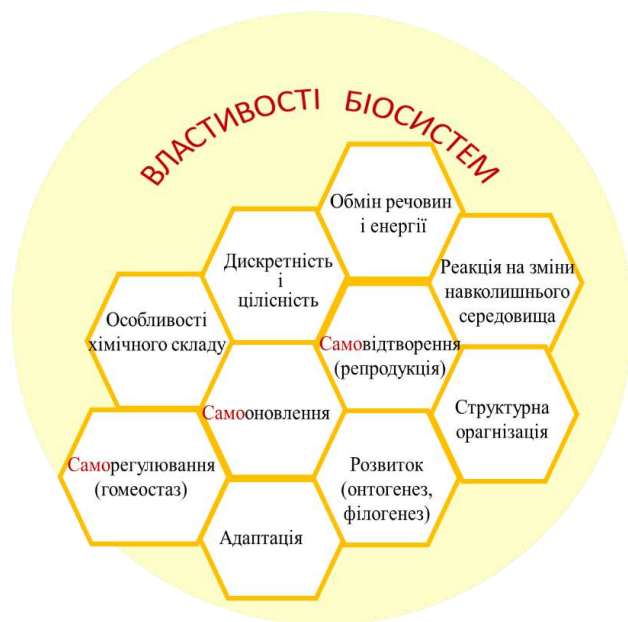 ВЛАСТИВОСТІ БІОСИСТЕМ
Обмін речовин
і енергії
Дискретність
і
цілісність
Реакція на зміни
навколишнього
середовища
Особливості
хімічного складу
Самовідтворення
(репродукція)
Самооновлення
Структурна
орагнізація
Саморегулювання
(гомеостаз)
Розвиток
(онтогенез,
філогенез)
Адаптація